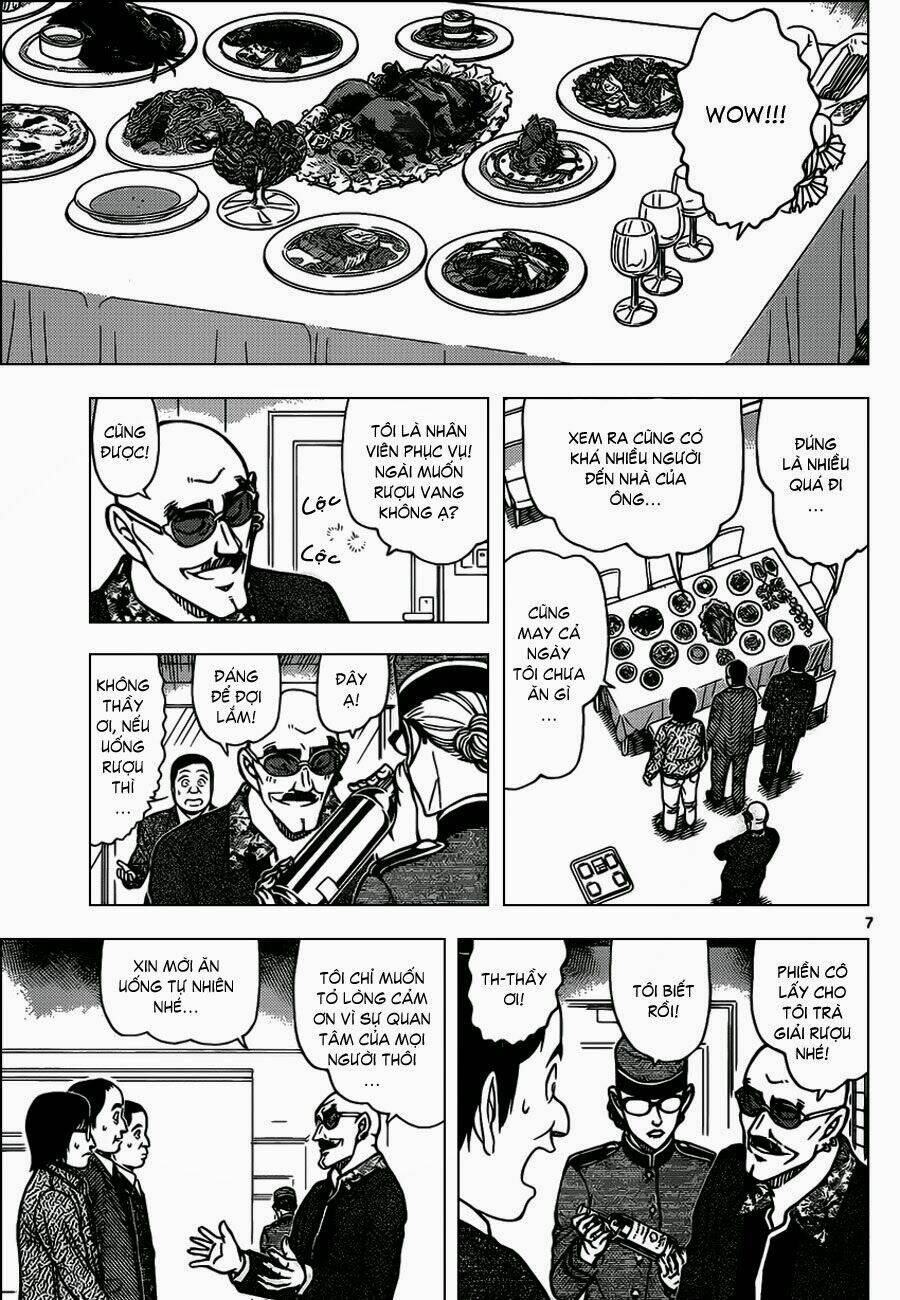 WOW!!!
ĐÚNG
LÀ NHIỀU
QUÁ ĐI
...
XEM RA CŨNG CÓ
KHÁ NHIỀU NGƯỜI
ĐẾN NHÀ CỦA
ÔNG...
CŨNG
MAY CẢ
NGÀY
TÔI CHƯA
ĂN GÌ
...
TÔI LÀ NHÂN
VIÊN PHỤC VỤ!
NGÀI MUỐN
RƯỢU VANG
KHÔNG Ạ?
CỘC
CỘC
CŨNG
ĐƯỢC!
ĐÂY
Ạ!
ĐÁNG
ĐỂ ĐỢI
LẮM!
KHÔNG
THẦY
ƠI, NẾU
UỐNG
RƯỢU
THÌ
...
7
PHIỀN CÔ
LẤY CHO
TÔI TRÀ
GIẢI RƯỢU
NHÉ!
TÔI BIẾT
RỒI!
TH-THẦY
ƠI!
TÔI CHỈ MUỐN
TỎ LÒNG CẢM
ƠN VÌ SỰ QUAN
TÂM CỦA MỌI
NGƯỜI THÔI
...
XIN MỜI ĂN
UỐNG TỰ NHIÊN
NHÉ...